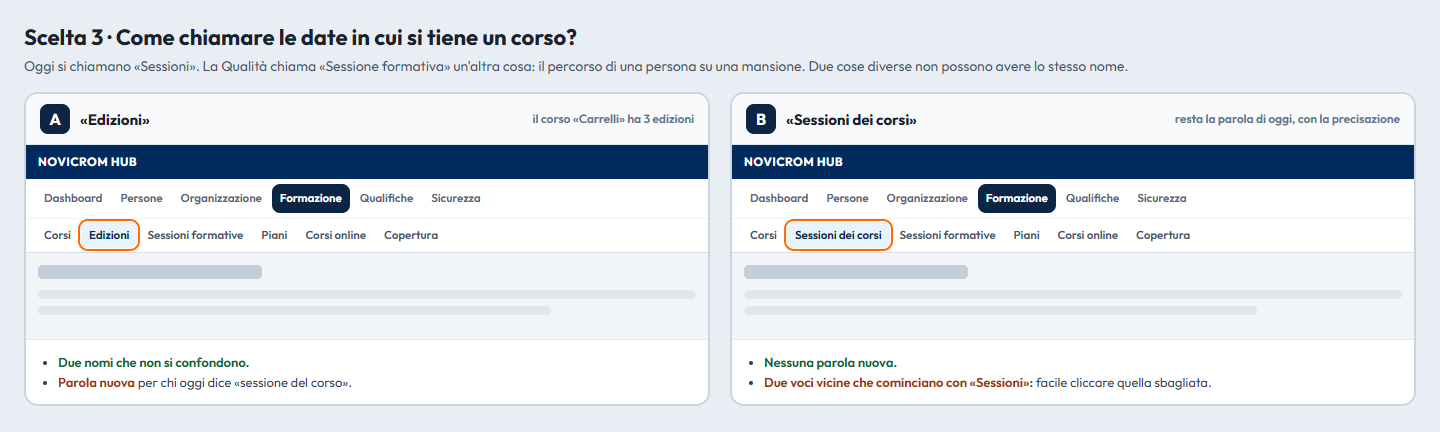 Scelta 3 · Come chiamare le date in cui si tiene un corso?
Oggi si chiamano «Sessioni». La Qualità chiama «Sessione formativa» un'altra cosa: il percorso di una persona su una mansione. Due cose diverse non possono avere lo stesso nome.
A «Edizioni» il corso «Carrelli» ha 3 edizioni
NOVICROM HUB
Dashboard Persone Organizzazione Formazione Qualifiche Sicurezza
Corsi Edizioni Sessioni formative Piani Corsi online Copertura
• Due nomi che non si confondono.
• Parola nuova per chi oggi dice «sessione del corso».
B «Sessioni dei corsi» resta la parola di oggi, con la precisazione
NOVICROM HUB
Dashboard Persone Organizzazione Formazione Qualifiche Sicurezza
Corsi Sessioni dei corsi Sessioni formative Piani Corsi online Copertura
• Nessuna parola nuova.
• Due voci vicine che cominciano con «Sessioni»: facile cliccare quella sbagliata.